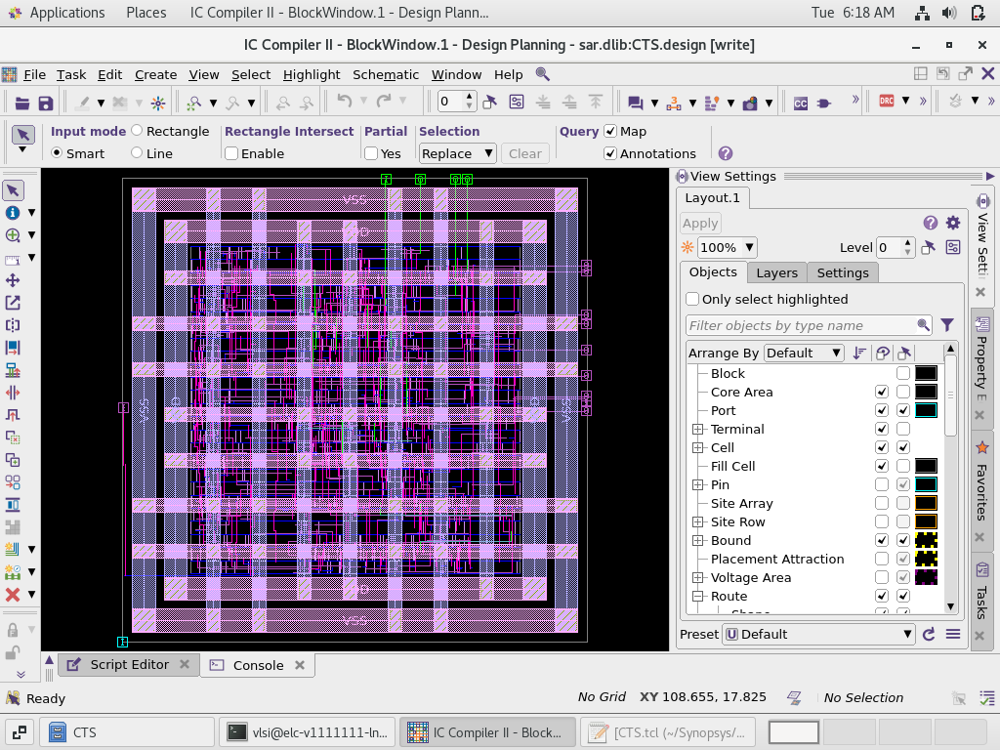 Applications Places IC Compiler II - BlockWindow.1 - Design Plann... Tue 6:18 AM
IC Compiler II - BlockWindow.1 - Design Planning - sar.dlib:CTS.design [write]
File Task Edit Create View Select Highlight Schematic Window Help
0 CC DRC
Input mode Rectangle Rectangle Intersect Partial Selection Query Map
Smart Line Enable Yes Replace Clear Annotations
View Settings
Layout.1
Apply
100% Level 0
Objects Layers Settings
Only select highlighted
Filter objects by type name
Arrange By Default
Block
Core Area
Port
Terminal
Cell
Fill Cell
Pin
Site Array
Site Row
Bound
Placement Attraction
Voltage Area
Route
Shape
Preset Default
View Setti
Property E
Favorites
Tasks
Script Editor Console
Ready No Grid XY 108.655, 17.825 No Selection
CTS vlsi@elc-v1111111-ln... IC Compiler II - Block... [CTS.tcl (~/Synopsys/...